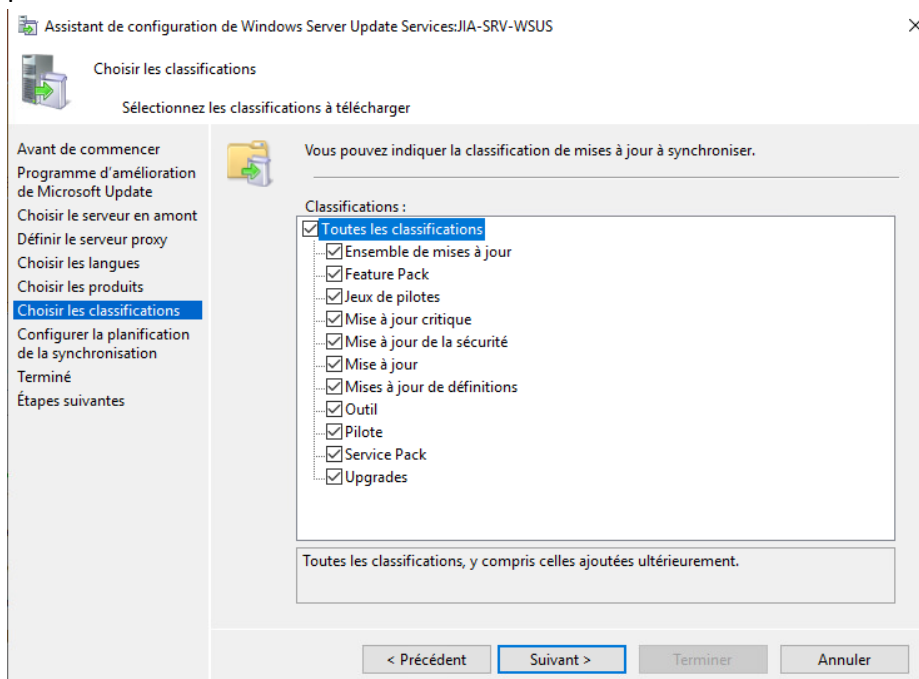 Assistant de configuration de Windows Server Update Services:JIA-SRV-WSUS
Choisir les classifications
Sélectionnez les classifications à télécharger
Avant de commencer
Programme d'amélioration
de Microsoft Update
Choisir le serveur en amont
Définir le serveur proxy
Choisir les langues
Choisir les produits
Choisir les classifications
Configurer la planification
de la synchronisation
Terminé
Étapes suivantes
Vous pouvez indiquer la classification de mises à jour à synchroniser.
Classifications :
Toutes les classifications
Ensemble de mises à jour
Feature Pack
Jeux de pilotes
Mise à jour critique
Mise à jour de la sécurité
Mise à jour
Mises à jour de définitions
Outil
Pilote
Service Pack
Upgrades
Toutes les classifications, y compris celles ajoutées ultérieurement.
< Précédent
Suivant >
Terminer
Annuler